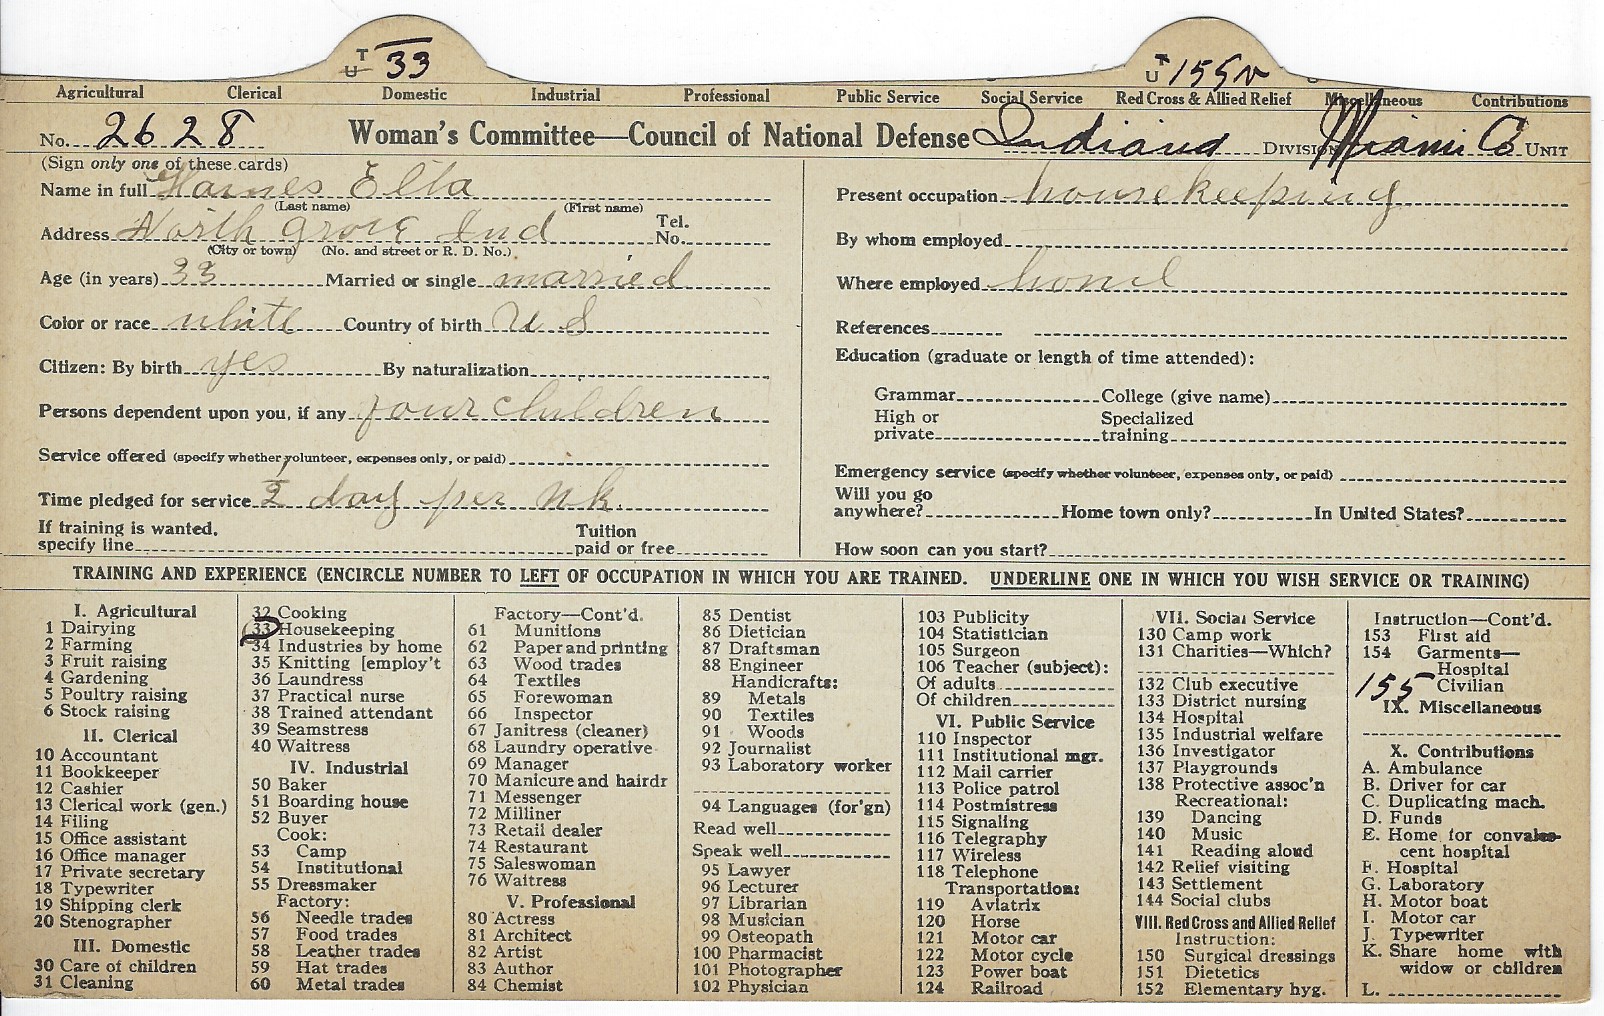 T
U 33
T
U 155 N
Agricultural Clerical Domestic Industrial Professional Public Service Social Service Red Cross & Allied Relief Miscellaneous Contributions
No. 2628 Woman's Committee—Council of National Defense Indiana DIVISION Miami Co UNIT
(Sign only one of these cards)
Name in full Haines Etta
(Last name) (First name)
Address North Grove Ind Tel. No.
(City or town) (No. and street or R. D. No.)
Age (in years) 33 Married or single married
Color or race white Country of birth U S
Citizen: By birth yes By naturalization
Persons dependent upon you, if any four children
Service offered (specify whether volunteer, expenses only, or paid)
Time pledged for service 1/2 day per wk.
If training is wanted, specify line Tuition paid or free
Present occupation housekeeping
By whom employed
Where employed home
References
Education (graduate or length of time attended):
Grammar College (give name)
High or private Specialized training
Emergency service (specify whether volunteer, expenses only, or paid)
Will you go anywhere? Home town only? In United States?
How soon can you start?
TRAINING AND EXPERIENCE (ENCIRCLE NUMBER TO LEFT OF OCCUPATION IN WHICH YOU ARE TRAINED. UNDERLINE ONE IN WHICH YOU WISH SERVICE OR TRAINING)
I. Agricultural
1 Dairying
2 Farming
3 Fruit raising
4 Gardening
5 Poultry raising
6 Stock raising
II. Clerical
10 Accountant
11 Bookkeeper
12 Cashier
13 Clerical work (gen.)
14 Filing
15 Office assistant
16 Office manager
17 Private secretary
18 Typewriter
19 Shipping clerk
20 Stenographer
III. Domestic
30 Care of children
31 Cleaning
32 Cooking
33 Housekeeping
34 Industries by home
35 Knitting [employ't
36 Laundress
37 Practical nurse
38 Trained attendant
39 Seamstress
40 Waitress
IV. Industrial
50 Baker
51 Boarding house
52 Buyer
Cook:
53 Camp
54 Institutional
55 Dressmaker
Factory:
56 Needle trades
57 Food trades
58 Leather trades
59 Hat trades
60 Metal trades
Factory—Cont'd.
61 Munitions
62 Paper and printing
63 Wood trades
64 Textiles
65 Forewoman
66 Inspector
67 Janitress (cleaner)
68 Laundry operative
69 Manager
70 Manicure and hairdr
71 Messenger
72 Milliner
73 Retail dealer
74 Restaurant
75 Saleswoman
76 Waitress
V. Professional
80 Actress
81 Architect
82 Artist
83 Author
84 Chemist
85 Dentist
86 Dietician
87 Draftsman
88 Engineer
Handicrafts:
89 Metals
90 Textiles
91 Woods
92 Journalist
93 Laboratory worker
94 Languages (for'gn)
Read well
Speak well
95 Lawyer
96 Lecturer
97 Librarian
98 Musician
99 Osteopath
100 Pharmacist
101 Photographer
102 Physician
103 Publicity
104 Statistician
105 Surgeon
106 Teacher (subject):
Of adults
Of children
VI. Public Service
110 Inspector
111 Institutional mgr.
112 Mail carrier
113 Police patrol
114 Postmistress
115 Signaling
116 Telegraphy
117 Wireless
118 Telephone
Transportation:
119 Aviatrix
120 Horse
121 Motor car
122 Motor cycle
123 Power boat
124 Railroad
VII. Social Service
130 Camp work
131 Charities—Which?
132 Club executive
133 District nursing
134 Hospital
135 Industrial welfare
136 Investigator
137 Playgrounds
138 Protective assoc'n
Recreational:
139 Dancing
140 Music
141 Reading aloud
142 Relief visiting
143 Settlement
144 Social clubs
VIII. Red Cross and Allied Relief
Instruction:
150 Surgical dressings
151 Dietetics
152 Elementary hyg.
Instruction—Cont'd.
153 First aid
154 Garments—
Hospital
155 Civilian
IX. Miscellaneous
X. Contributions
A. Ambulance
B. Driver for car
C. Duplicating mach.
D. Funds
E. Home for convales-
cent hospital
F. Hospital
G. Laboratory
H. Motor boat
I. Motor car
J. Typewriter
K. Share home with
widow or children
L.